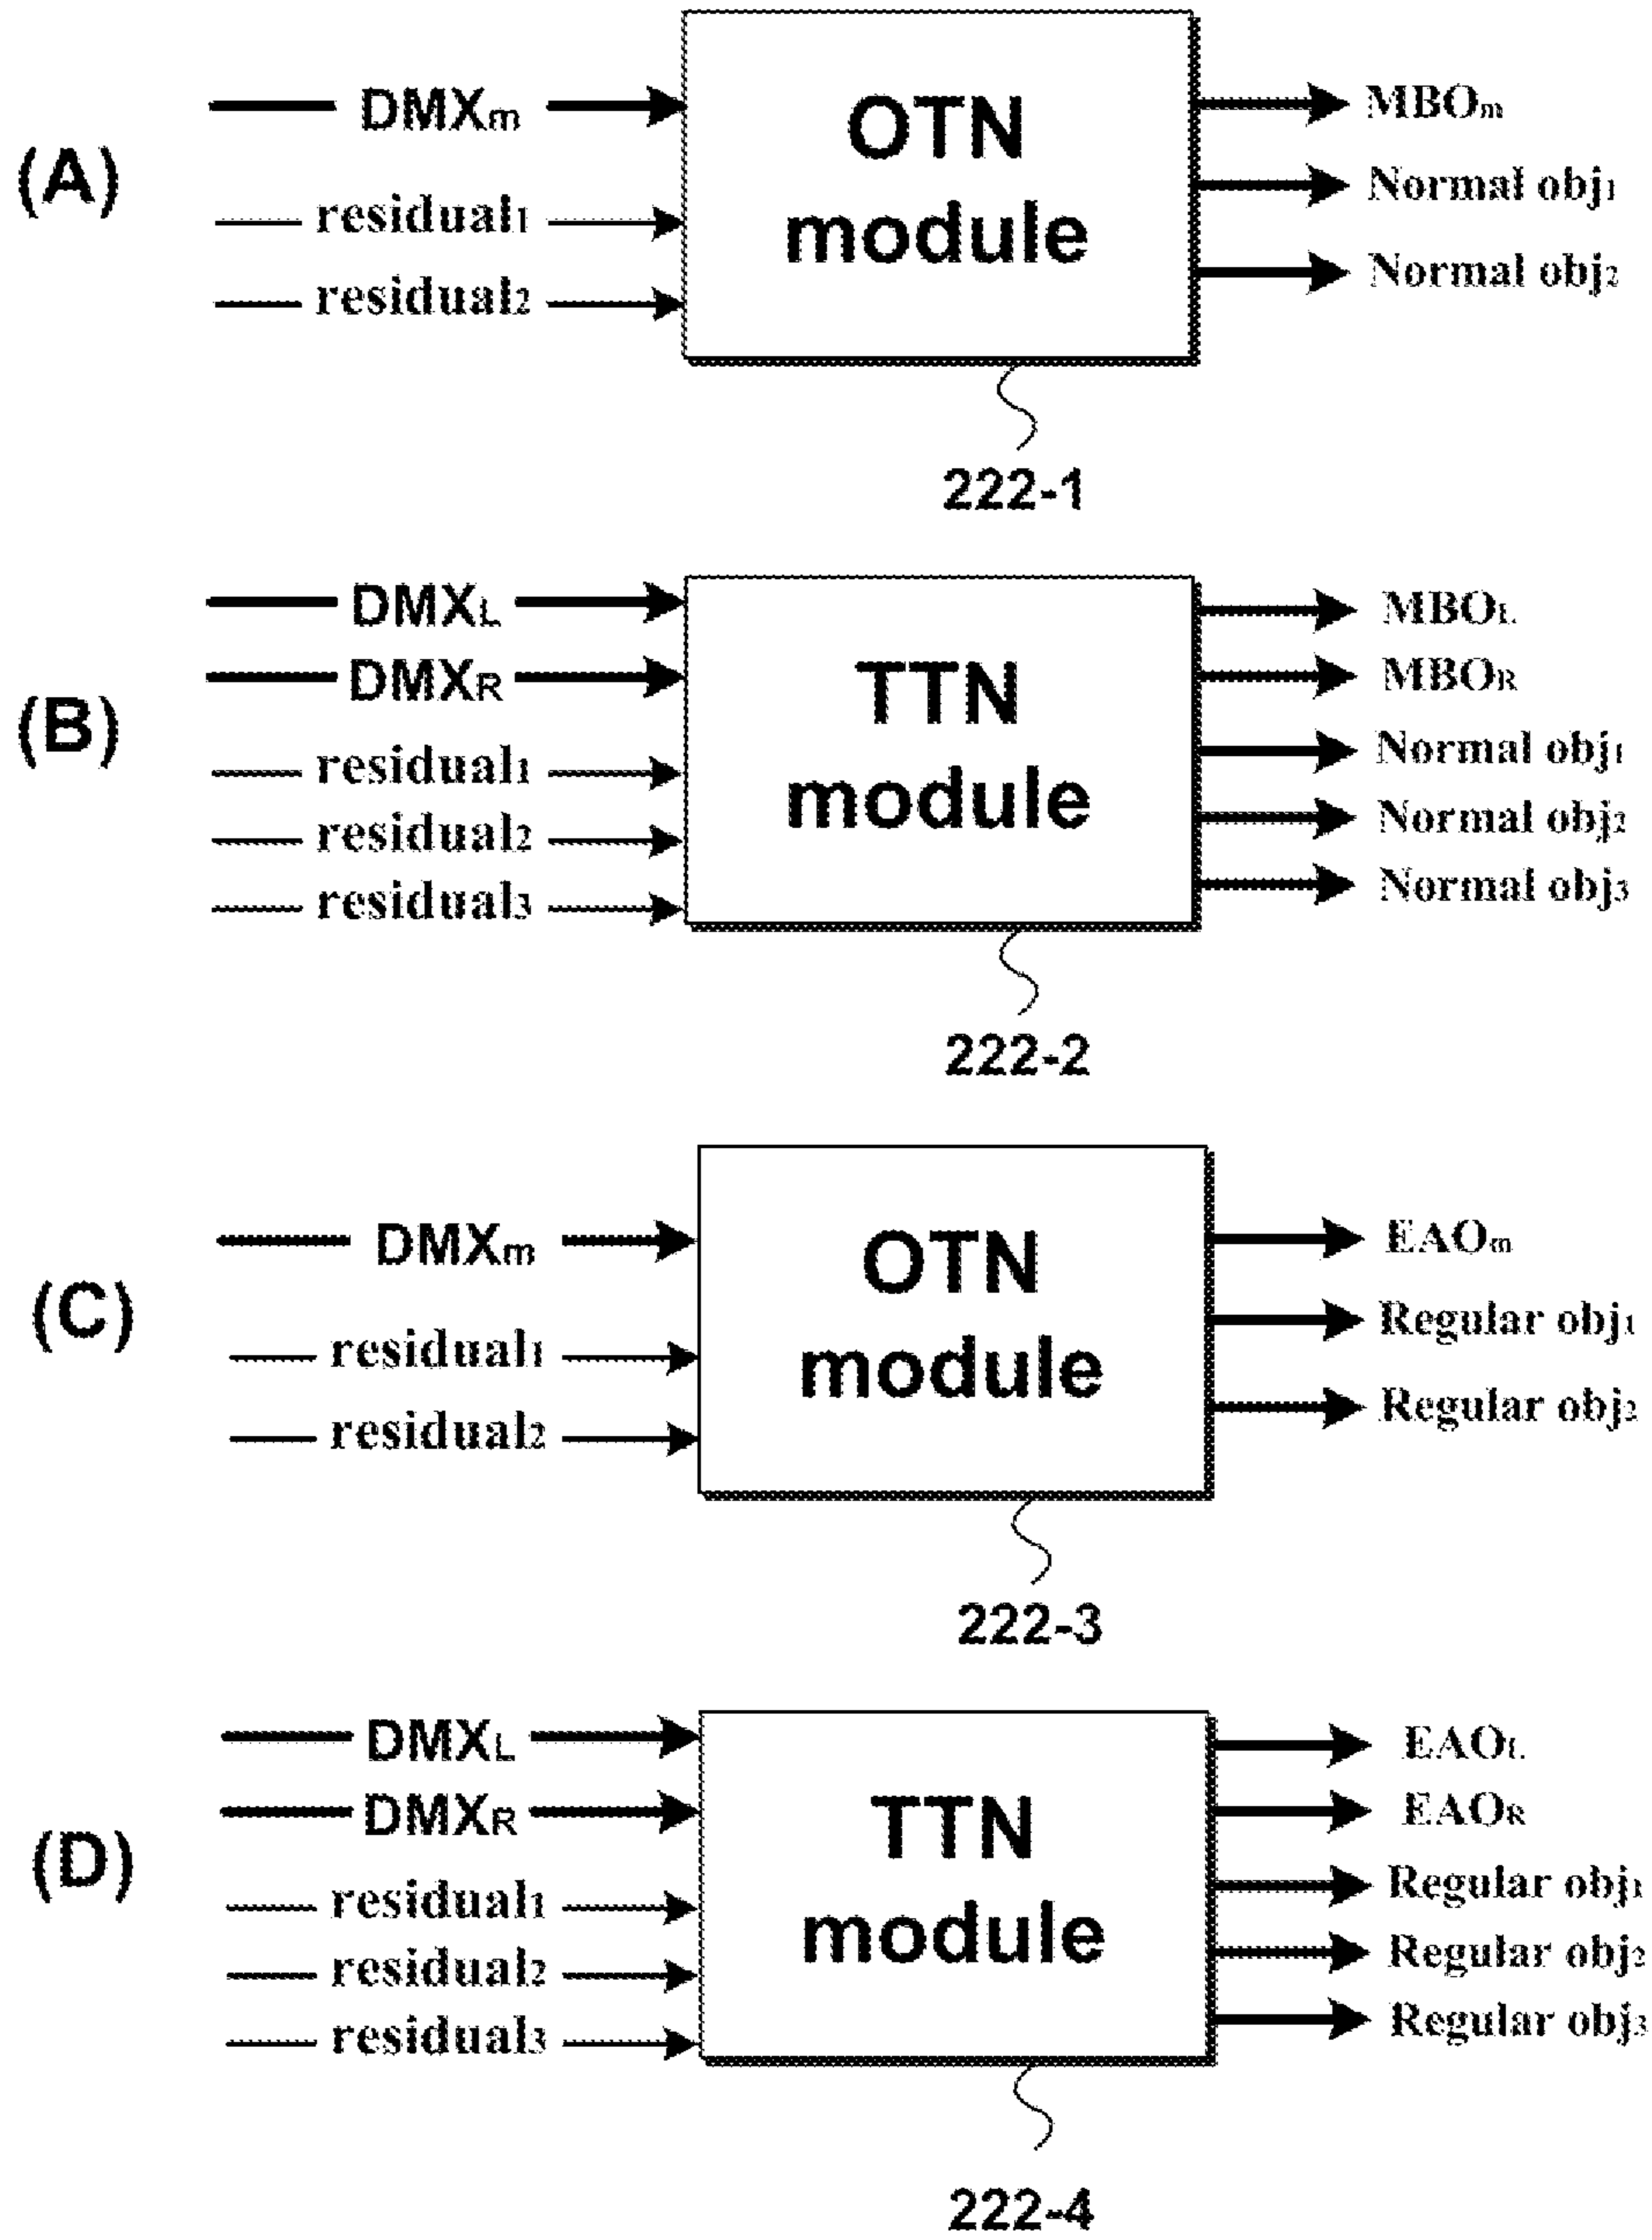 (A)
DMXm
residual1
residual2
OTN
module
MBOm
Normal obj1
Normal obj2
222-1
(B)
DMXL
DMXR
residual1
residual2
residual3
TTN
module
MBOL
MBOR
Normal obj1
Normal obj2
Normal obj3
222-2
(C)
DMXm
residual1
residual2
OTN
module
EAOm
Regular obj1
Regular obj2
222-3
(D)
DMXL
DMXR
residual1
residual2
residual3
TTN
module
EAOL
EAOR
Regular obj1
Regular obj2
Regular obj3
222-4